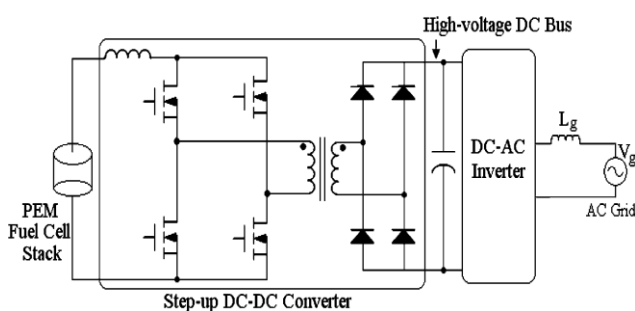 High-voltage DC Bus
PEM
Fuel Cell
Stack
DC-AC
Inverter
Lg
Vg
AC Grid
Step-up DC-DC Converter